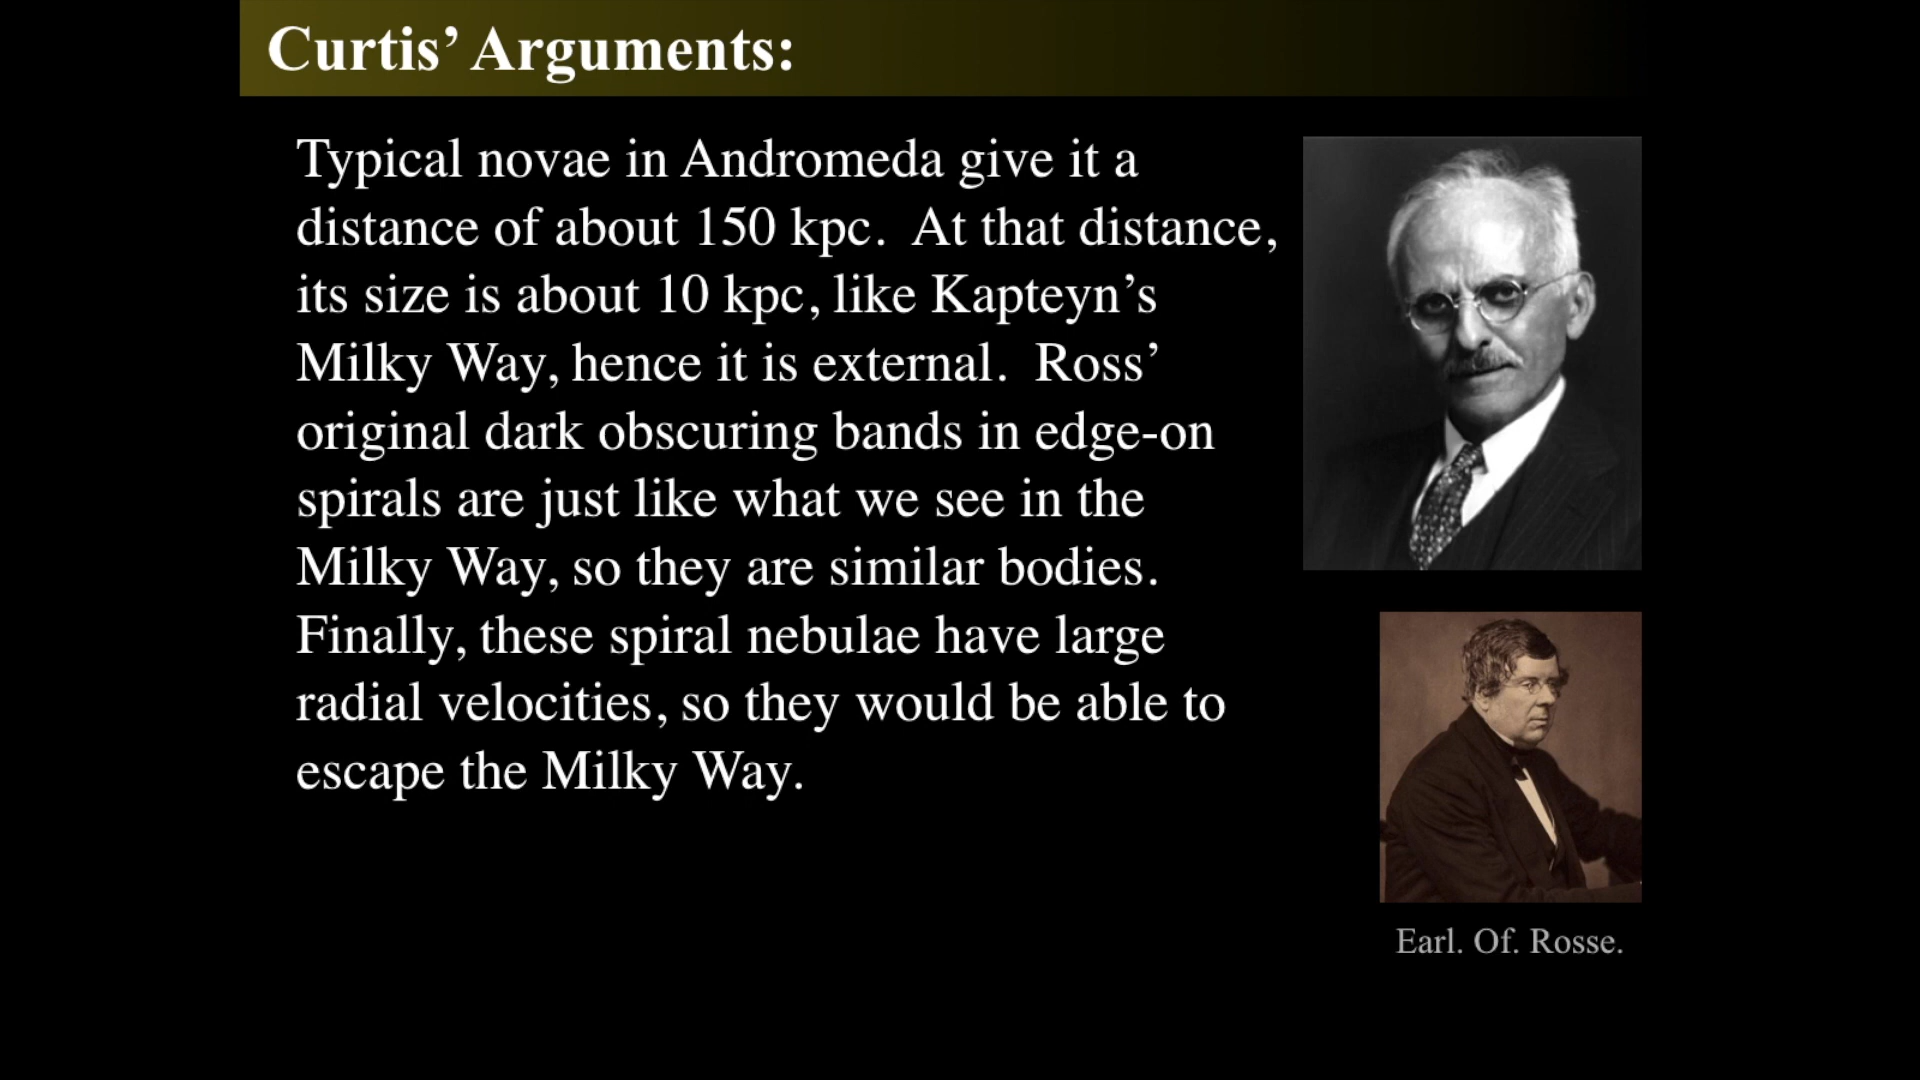 Curtis’ Arguments:
Typical novae in Andromeda give it a
distance of about 150 kpc.  At that distance,
its size is about 10 kpc, like Kapteyn’s
Milky Way, hence it is external.  Ross’
original dark obscuring bands in edge-on
spirals are just like what we see in the
Milky Way, so they are similar bodies.
Finally, these spiral nebulae have large
radial velocities, so they would be able to
escape the Milky Way.
Earl. Of. Rosse.